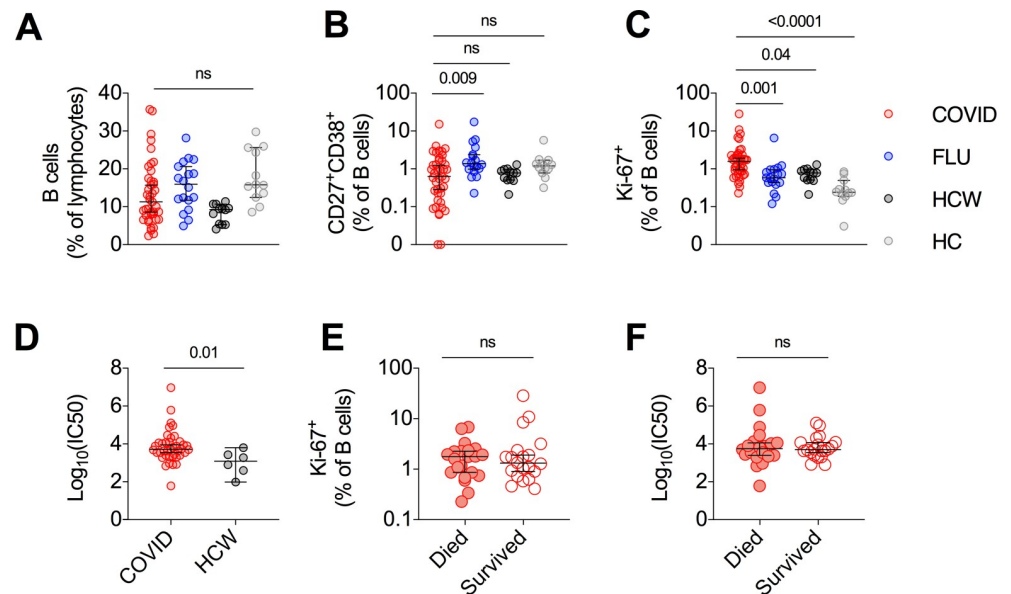 A
ns
B cells
(% of lymphocytes)
40
30
20
10
0
B
ns
ns
0.009
CD27⁺CD38⁺
(% of B cells)
100
10
1
0.1
0
C
<0.0001
0.04
0.001
Ki-67⁺
(% of B cells)
100
10
1
0.1
0
COVID
FLU
HCW
HC
D
0.01
Log₁₀(IC50)
8
6
4
2
0
COVID
HCW
E
ns
Ki-67⁺
(% of B cells)
100
10
1
0.1
Died
Survived
F
ns
Log₁₀(IC50)
8
6
4
2
0
Died
Survived